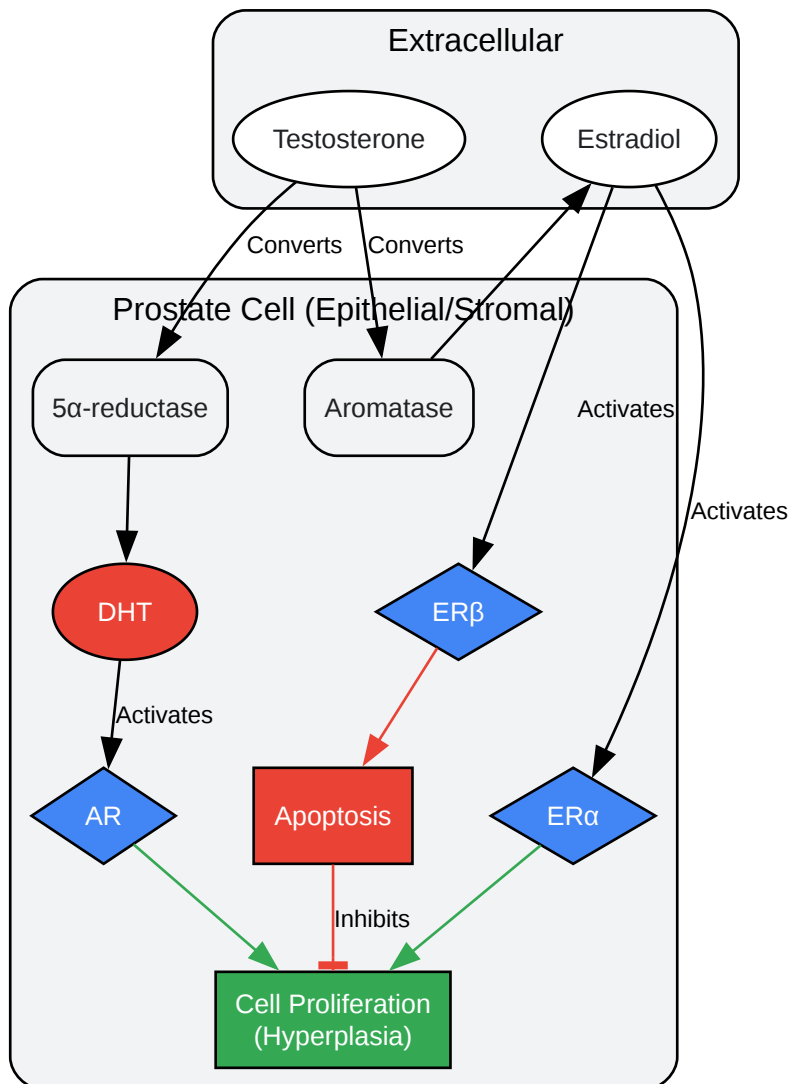 Extracellular
Testosterone
Estradiol
Converts
Converts
Prostate Cell (Epithelial/Stromal)
5α-reductase
Aromatase
Activates
Activates
DHT
ERβ
Activates
AR
Apoptosis
ERα
Inhibits
Cell Proliferation
(Hyperplasia)